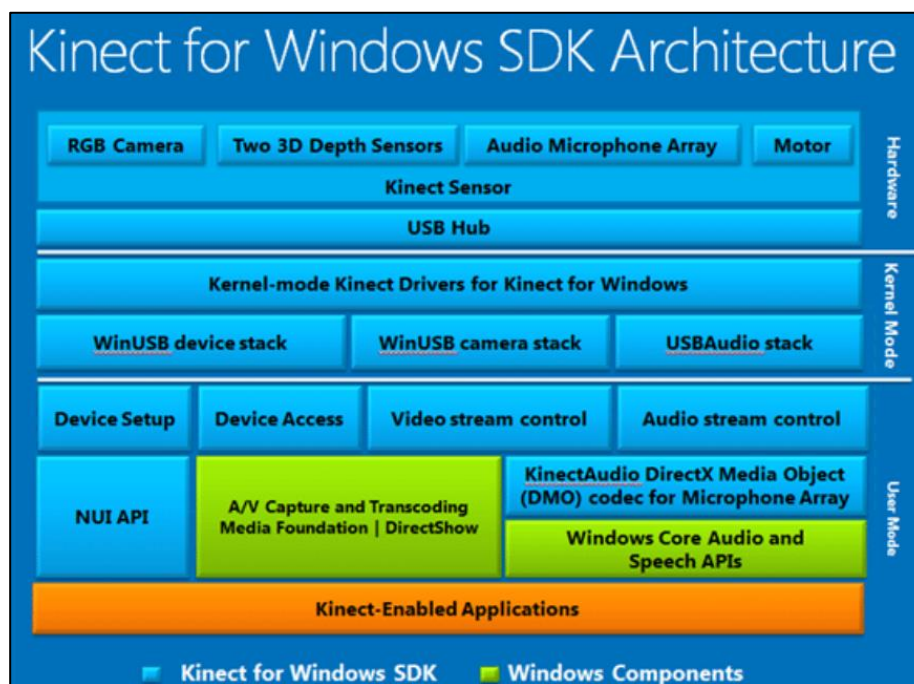 Kinect for Windows SDK Architecture
RGB Camera
Two 3D Depth Sensors
Audio Microphone Array
Motor
Kinect Sensor
USB Hub
Hardware
Kernel-mode Kinect Drivers for Kinect for Windows
WinUSB device stack
WinUSB camera stack
USBAudio stack
Kernel Mode
Device Setup
Device Access
Video stream control
Audio stream control
NUI API
A/V Capture and Transcoding
Media Foundation | DirectShow
KinectAudio DirectX Media Object
(DMO) codec for Microphone Array
Windows Core Audio and
Speech APIs
User Mode
Kinect-Enabled Applications
Kinect for Windows SDK
Windows Components